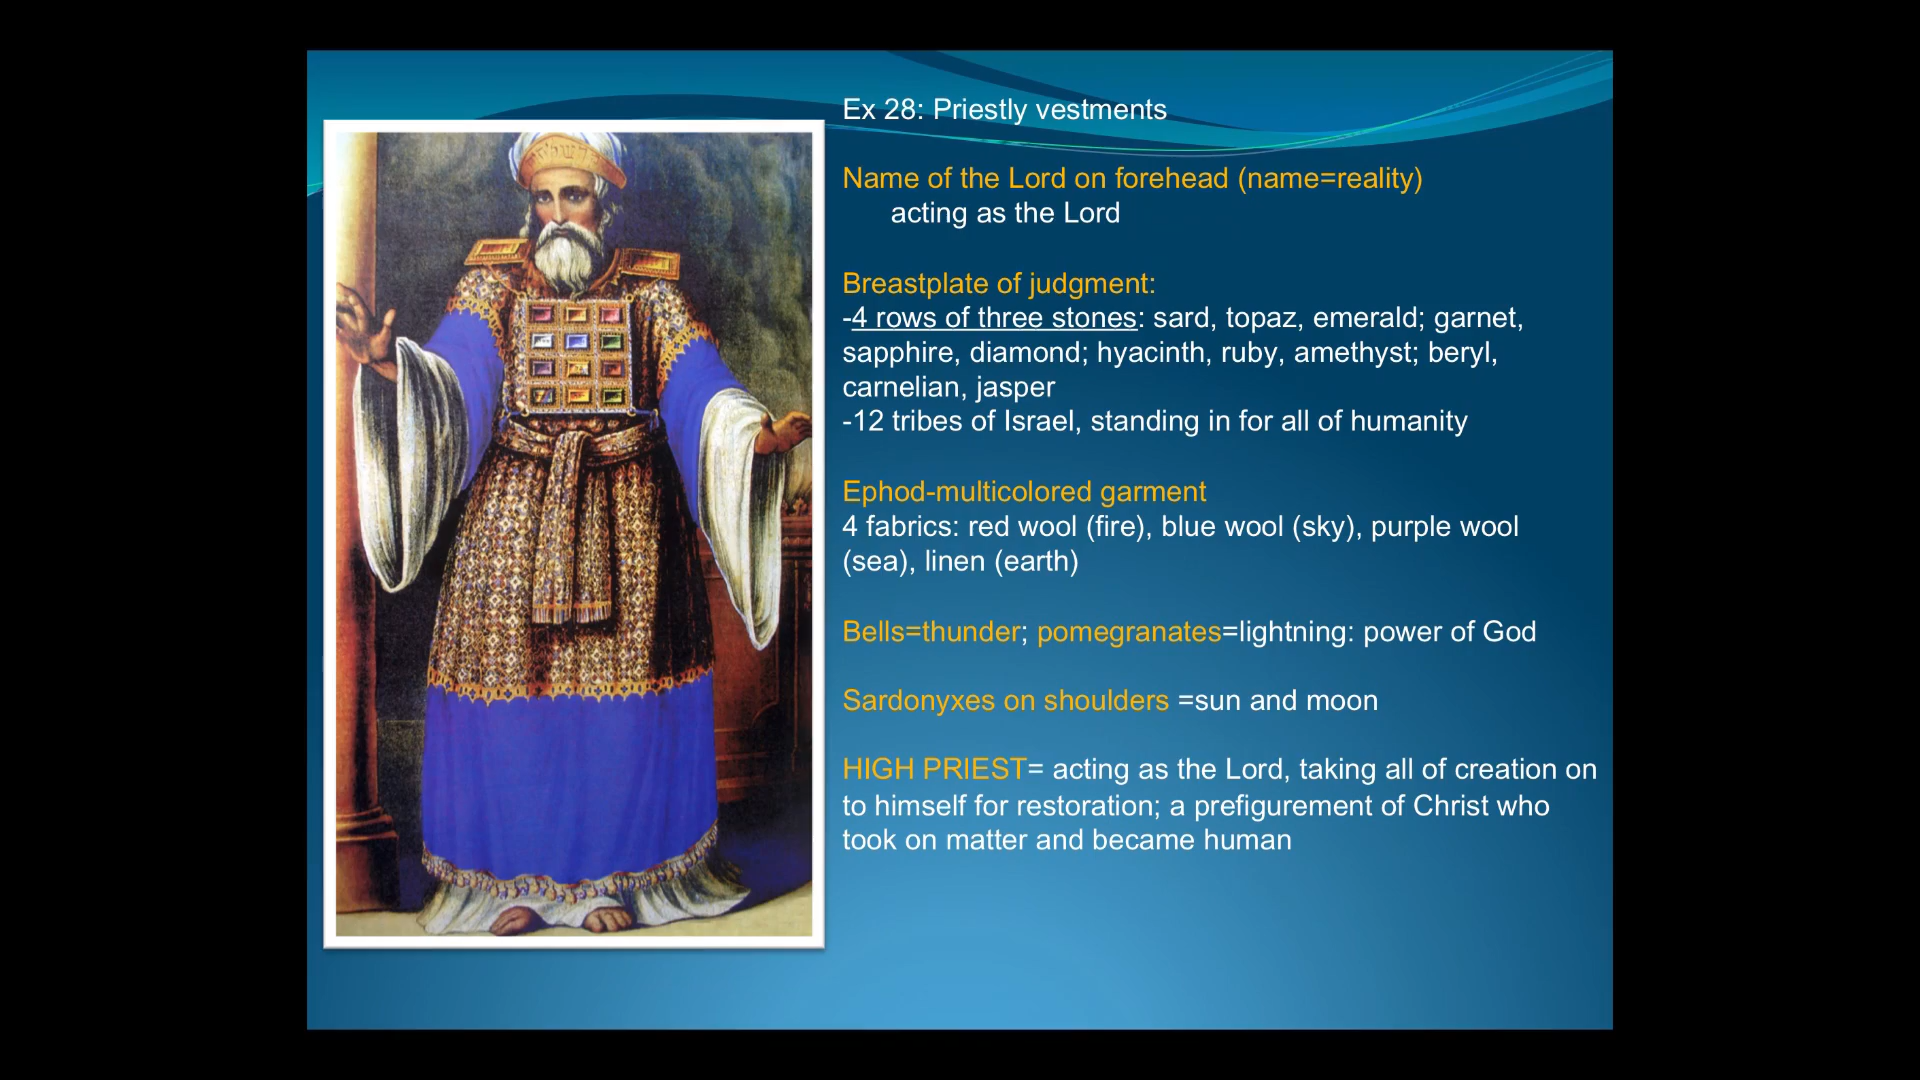 Ex 28: Priestly vestments
Name of the Lord on forehead (name=reality)
acting as the Lord
Breastplate of judgment:
-4 rows of three stones: sard, topaz, emerald; garnet,
sapphire, diamond; hyacinth, ruby, amethyst; beryl,
carnelian, jasper
-12 tribes of Israel, standing in for all of humanity
Ephod-multicolored garment
4 fabrics: red wool (fire), blue wool (sky), purple wool
(sea), linen (earth)
Bells=thunder; pomegranates=lightning: power of God
Sardonyxes on shoulders =sun and moon
HIGH PRIEST= acting as the Lord, taking all of creation on
to himself for restoration; a prefigurement of Christ who
took on matter and became human